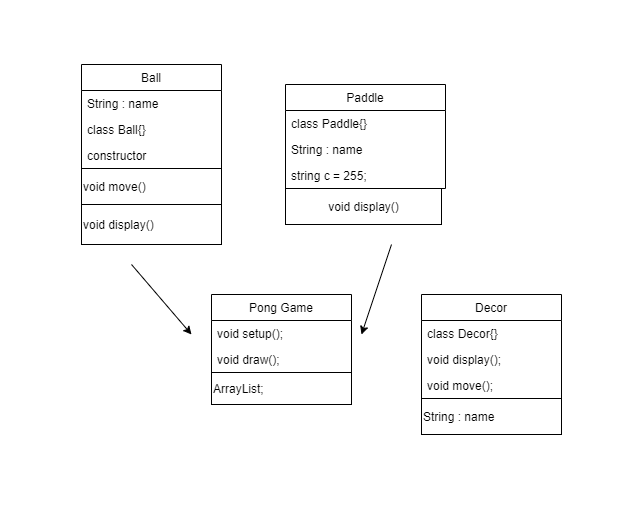 Ball
String : name
class Ball{}
constructor
void move()
void display()
Paddle
class Paddle{}
String : name
string c = 255;
void display()
Pong Game
void setup();
void draw();
ArrayList;
Decor
class Decor{}
void display();
void move();
String : name